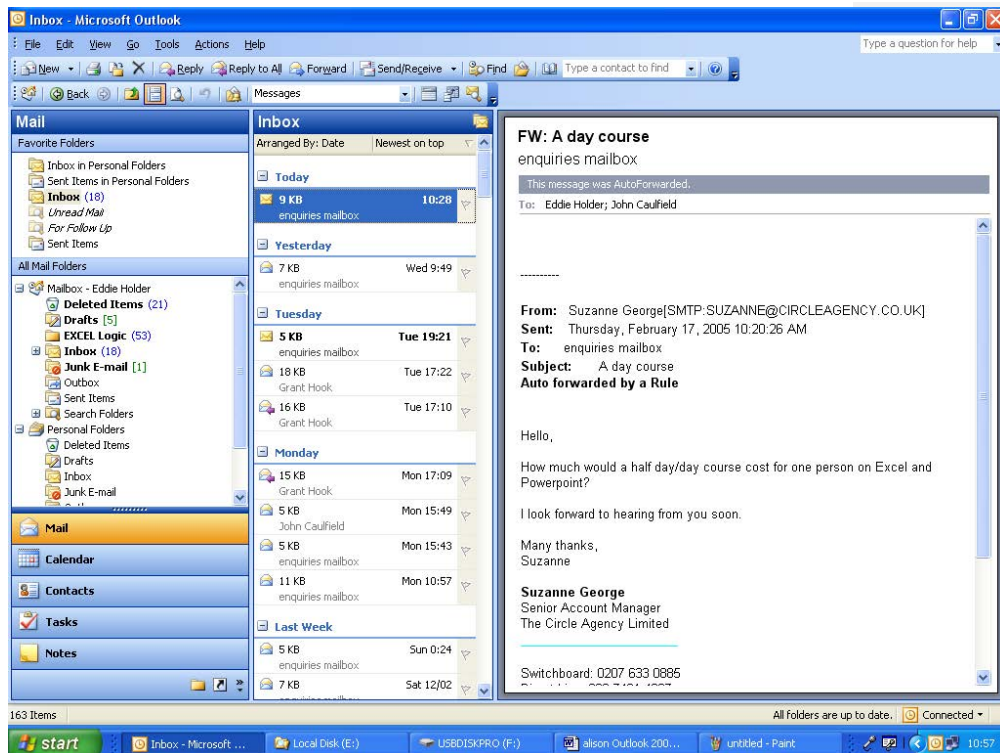 Inbox - Microsoft Outlook
File Edit View Go Tools Actions Help
Type a question for help
New Reply Reply to All Forward Send/Receive Find Type a contact to find
Back Messages
Mail
Favorite Folders
Inbox in Personal Folders
Sent Items in Personal Folders
Inbox (18)
Unread Mail
For Follow Up
Sent Items
All Mail Folders
Mailbox - Eddie Holder
Deleted Items (21)
Drafts [5]
EXCEL Logic (53)
Inbox (18)
Junk E-mail [1]
Outbox
Sent Items
Search Folders
Personal Folders
Deleted Items
Drafts
Inbox
Junk E-mail
Mail
Calendar
Contacts
Tasks
Notes
Inbox
Arranged By: Date Newest on top
Today
9 KB 10:28
enquiries mailbox
Yesterday
7 KB Wed 9:49
enquiries mailbox
Tuesday
5 KB Tue 19:21
enquiries mailbox
18 KB Tue 17:22
Grant Hook
16 KB Tue 17:10
Grant Hook
Monday
15 KB Mon 17:09
Grant Hook
5 KB Mon 15:49
John Caulfield
5 KB Mon 15:43
enquiries mailbox
11 KB Mon 10:57
enquiries mailbox
Last Week
5 KB Sun 0:24
enquiries mailbox
7 KB Sat 12/02
enquiries mailbox
FW: A day course
enquiries mailbox
This message was AutoForwarded.
To: Eddie Holder; John Caulfield
----------
From: Suzanne George[SMTP:SUZANNE@CIRCLEAGENCY.CO.UK]
Sent: Thursday, February 17, 2005 10:20:26 AM
To: enquiries mailbox
Subject: A day course
Auto forwarded by a Rule
Hello,
How much would a half day/day course cost for one person on Excel and
Powerpoint?
I look forward to hearing from you soon.
Many thanks,
Suzanne
Suzanne George
Senior Account Manager
The Circle Agency Limited
Switchboard: 0207 633 0885
163 Items
All folders are up to date. Connected
start Inbox - Microsoft ... Local Disk (E:) USBDISKPRO (F:) alison Outlook 200... untitled - Paint 10:57